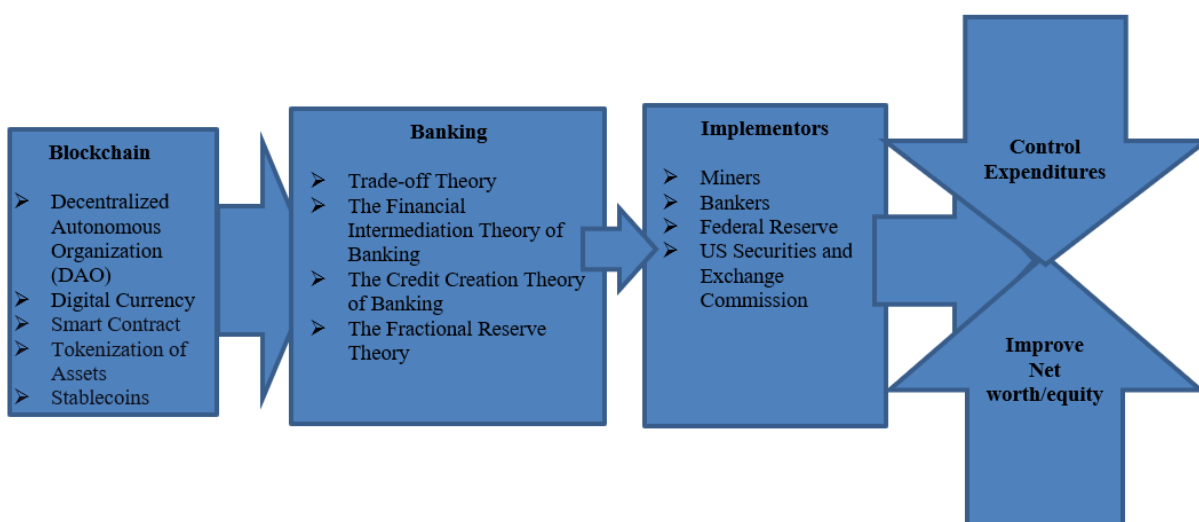 Blockchain
➢ Decentralized
Autonomous
Organization
(DAO)
➢ Digital Currency
➢ Smart Contract
➢ Tokenization of
Assets
➢ Stablecoins
Banking
➢ Trade-off Theory
➢ The Financial
Intermediation Theory of
Banking
➢ The Credit Creation Theory
of Banking
➢ The Fractional Reserve
Theory
Implementors
➢ Miners
➢ Bankers
➢ Federal Reserve
➢ US Securities and
Exchange
Commission
Control
Expenditures
Improve
Net
worth/equity